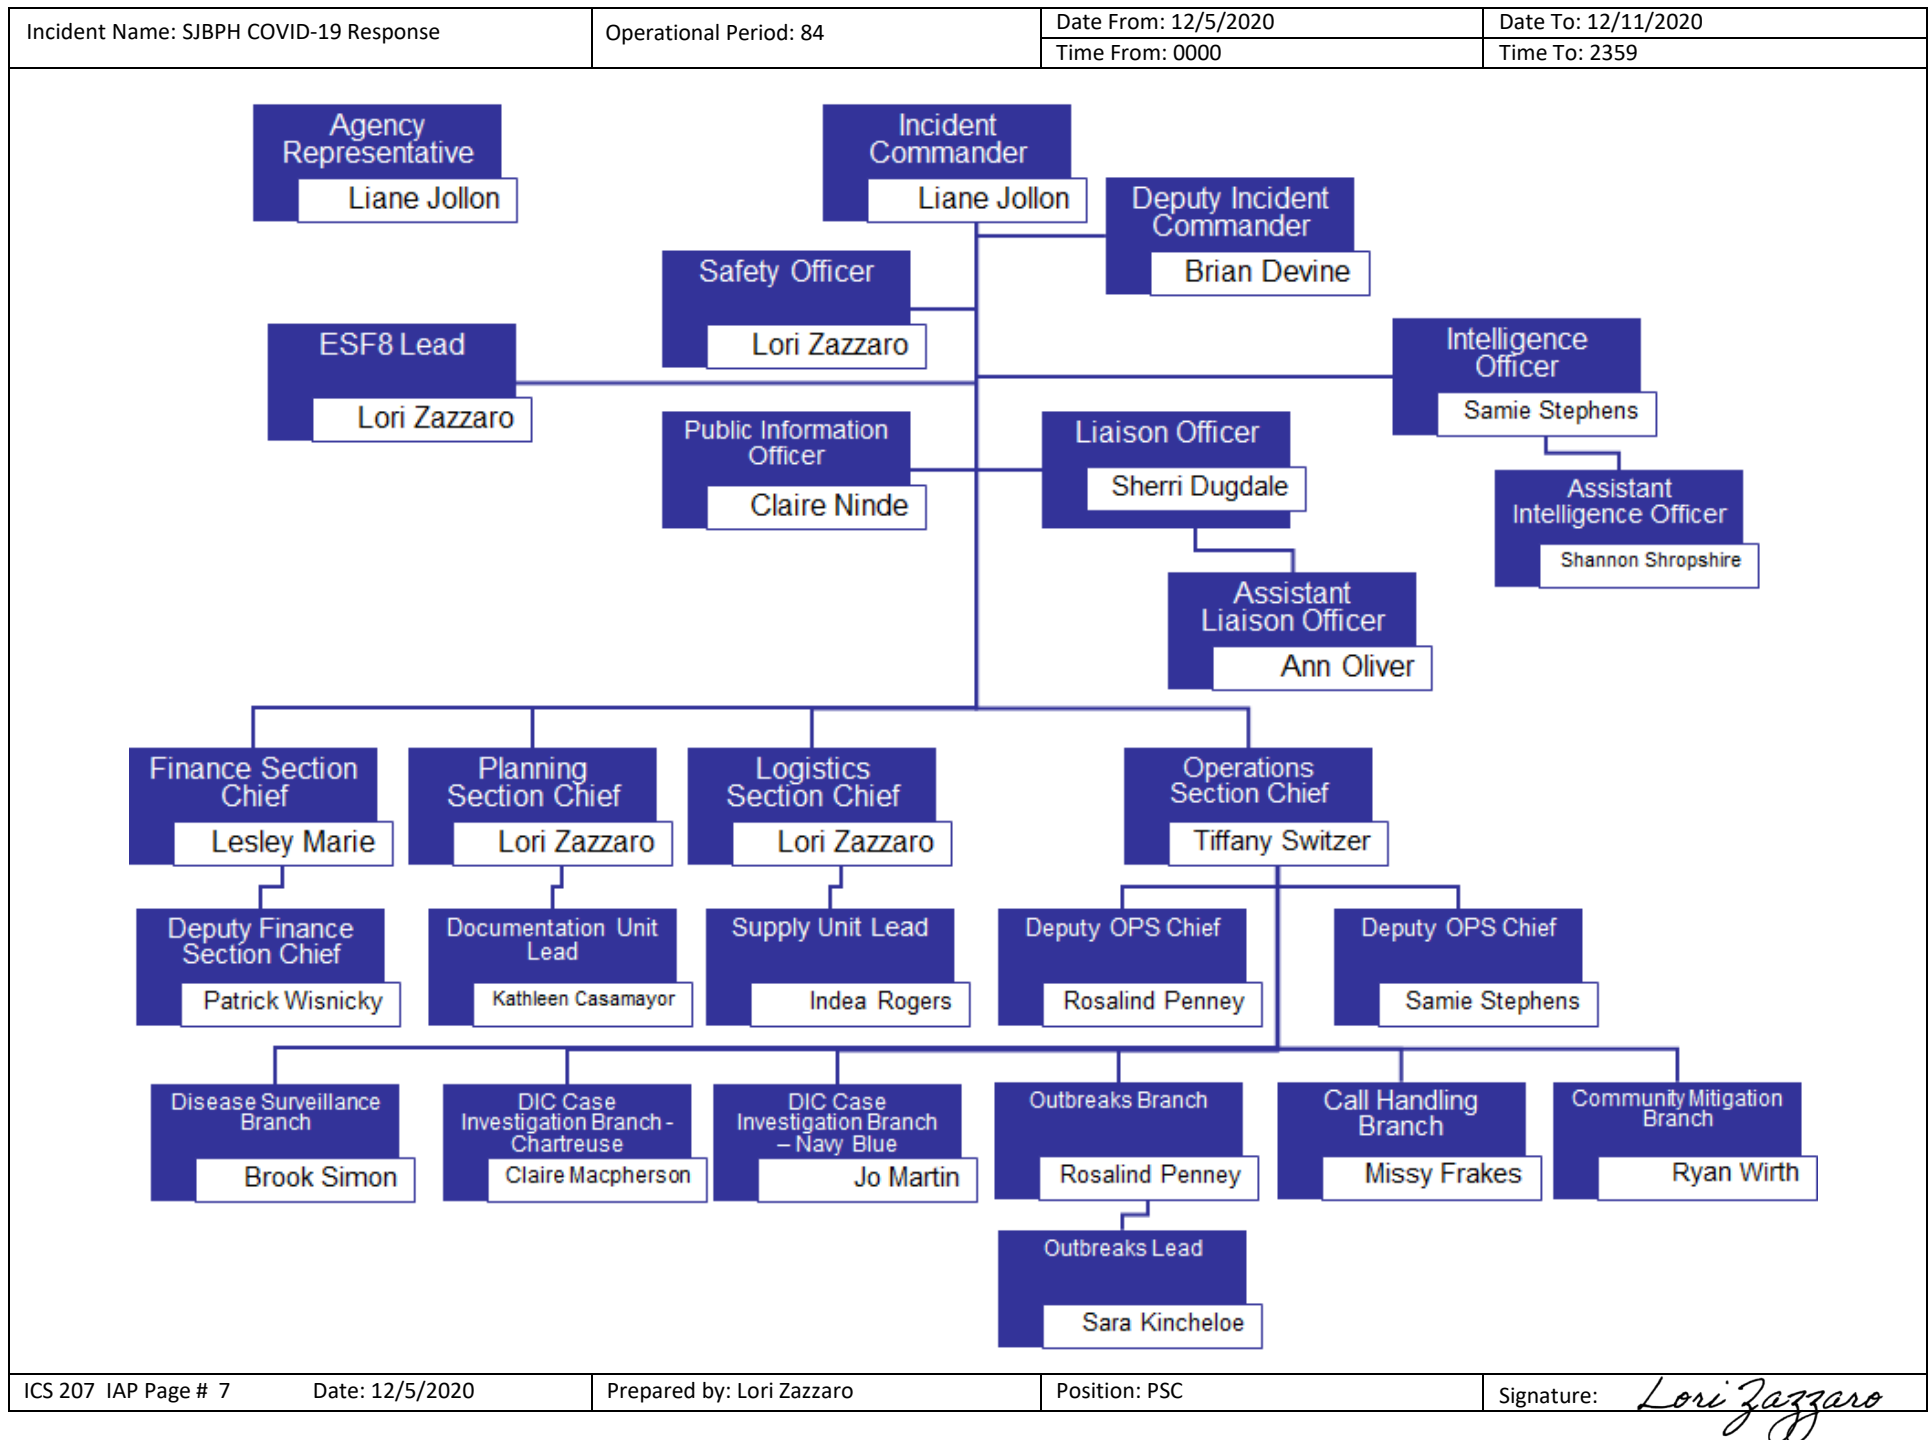 Incident Name: SJBPH COVID-19 Response
Operational Period: 84
Date From: 12/5/2020
Date To: 12/11/2020
Time From: 0000
Time To: 2359
Agency
Representative
Liane Jollon
Incident
Commander
Liane Jollon
Deputy Incident
Commander
Brian Devine
Safety Officer
Lori Zazzaro
ESF8 Lead
Lori Zazzaro
Intelligence
Officer
Samie Stephens
Public Information
Officer
Claire Ninde
Liaison Officer
Sherri Dugdale
Assistant
Intelligence Officer
Shannon Shropshire
Assistant
Liaison Officer
Ann Oliver
Finance Section
Chief
Lesley Marie
Planning
Section Chief
Lori Zazzaro
Logistics
Section Chief
Lori Zazzaro
Operations
Section Chief
Tiffany Switzer
Deputy Finance
Section Chief
Patrick Wisnicky
Documentation Unit
Lead
Kathleen Casamayor
Supply Unit Lead
Indea Rogers
Deputy OPS Chief
Rosalind Penney
Deputy OPS Chief
Samie Stephens
Disease Surveillance
Branch
Brook Simon
DIC Case
Investigation Branch -
Chartreuse
Claire Macpherson
DIC Case
Investigation Branch
– Navy Blue
Jo Martin
Outbreaks Branch
Rosalind Penney
Call Handling
Branch
Missy Frakes
Community Mitigation
Branch
Ryan Wirth
Outbreaks Lead
Sara Kincheloe
ICS 207 IAP Page # 7 Date: 12/5/2020
Prepared by: Lori Zazzaro
Position: PSC
Signature: Lori Zazzaro